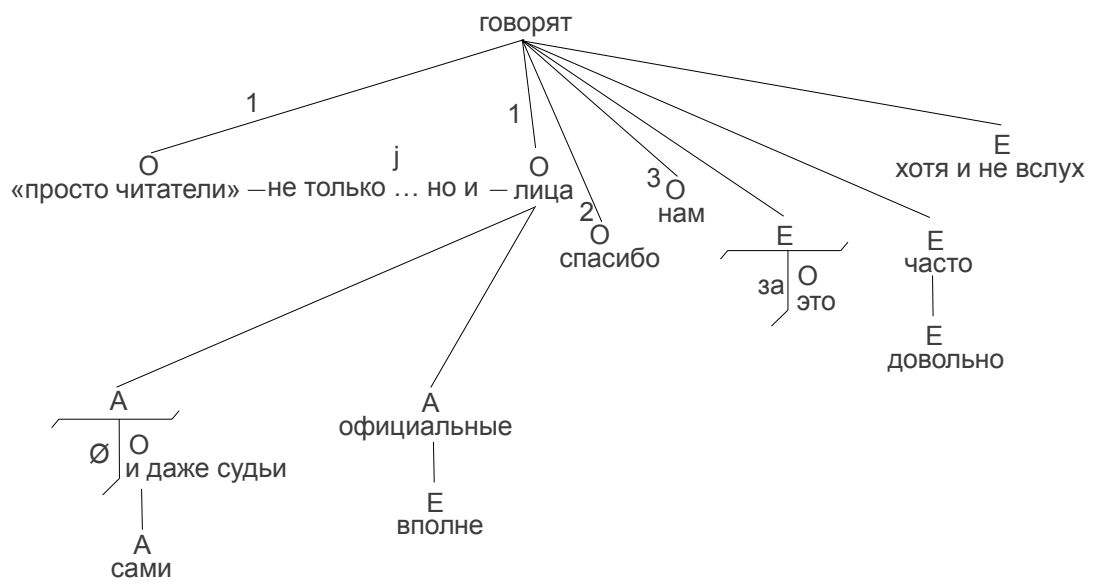 говорят
1
1
О
j
О
Е
«просто читатели» — не только … но и — лица
хотя и не вслух
3 О
нам
2
О
спасибо
Е
за О
это
Е
часто
Е
довольно
А
Ø О
и даже судьи
А
официальные
Е
вполне
А
сами